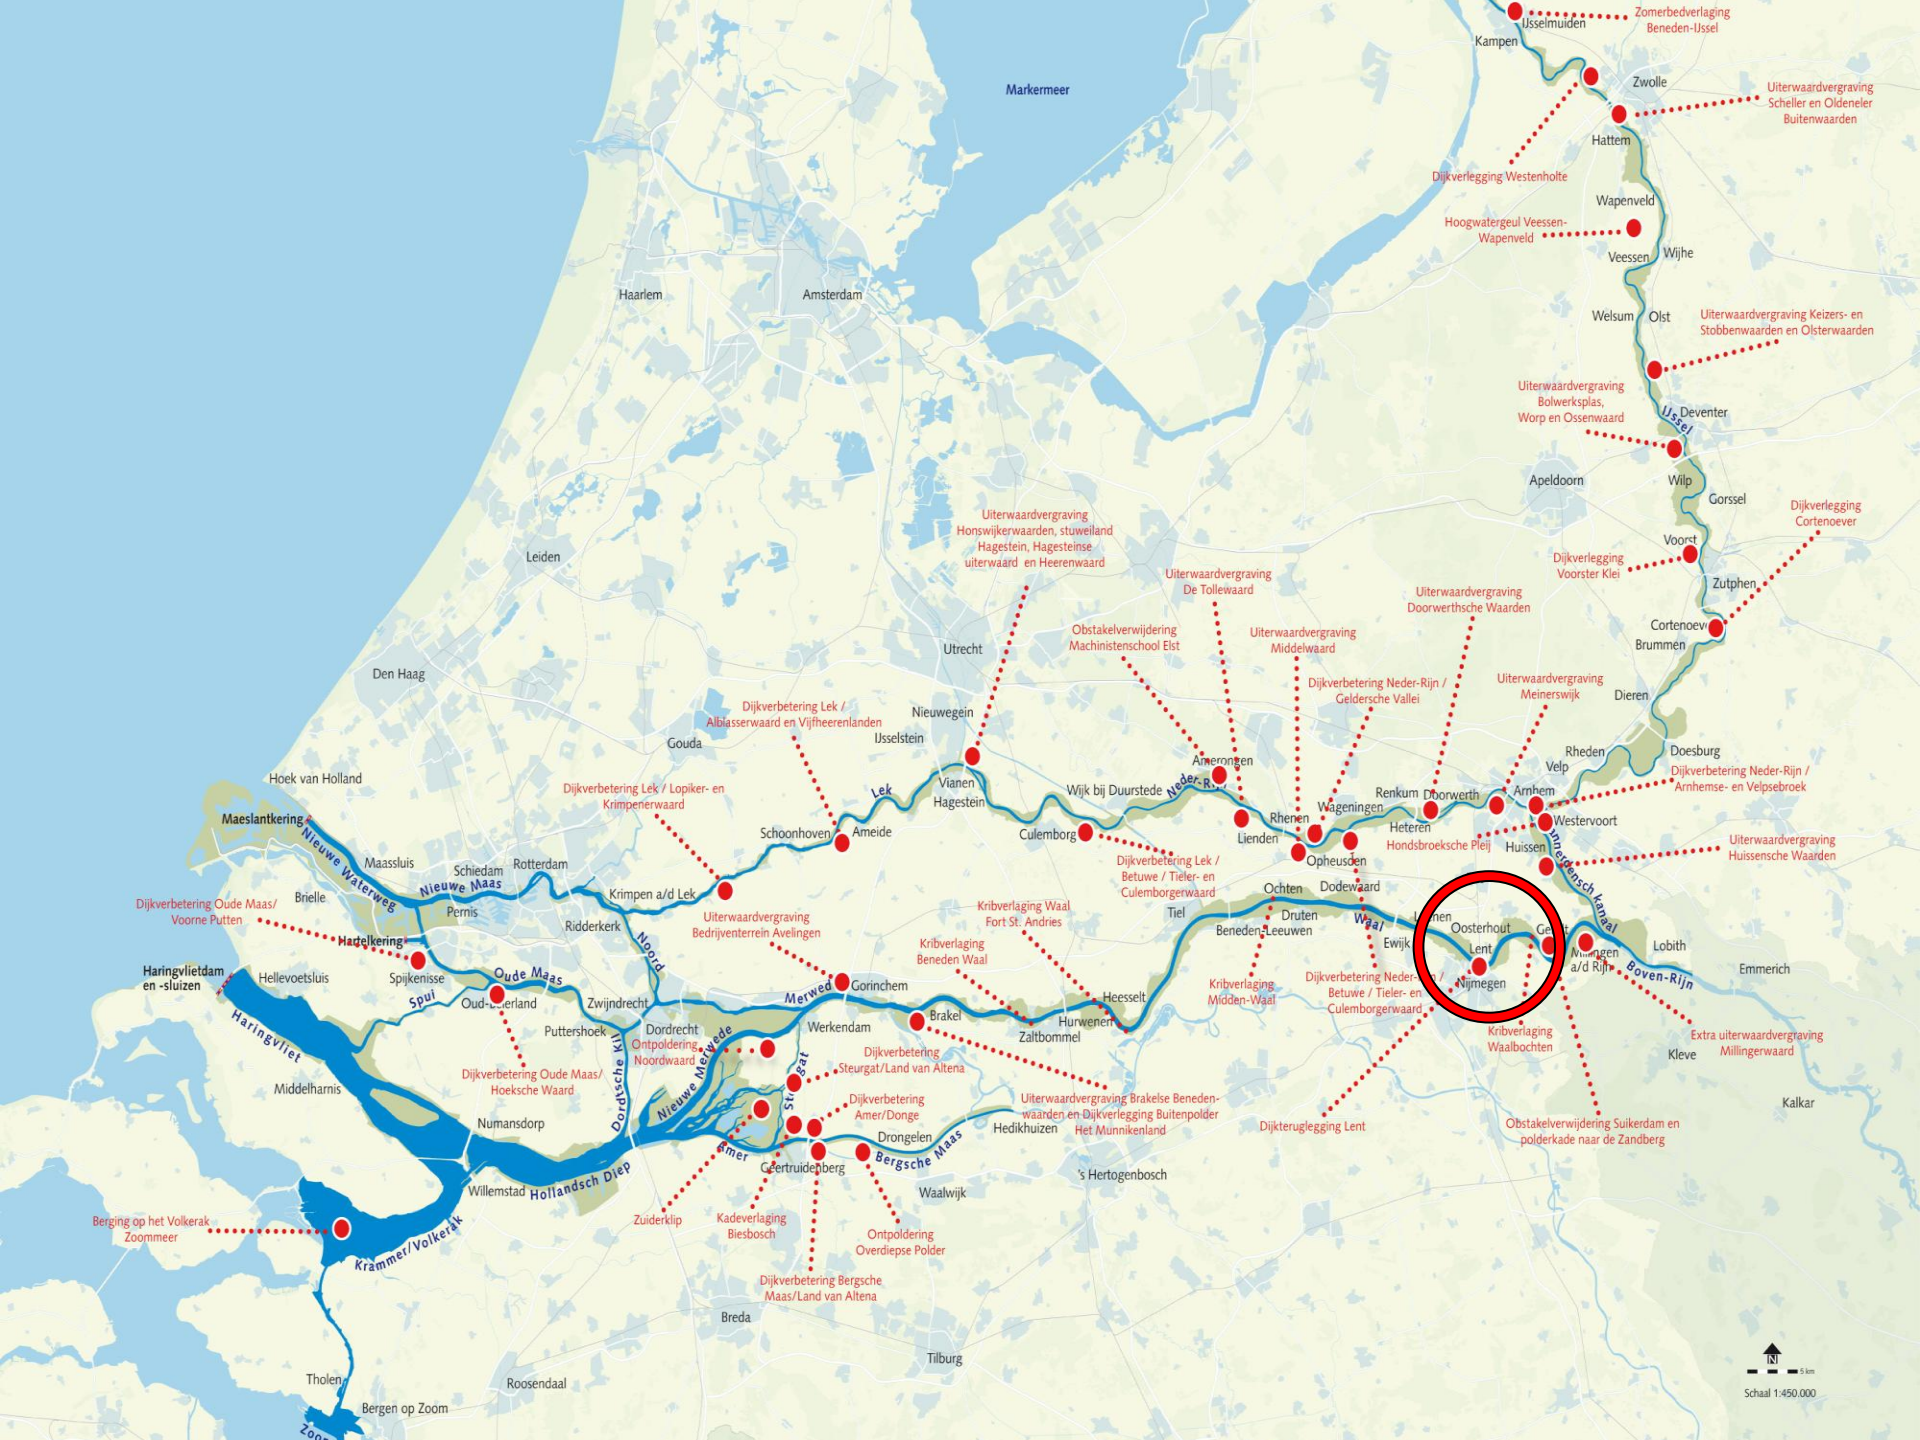 Zomerbedverlaging
Beneden-IJssel
IJsselmuiden
Kampen
Markermeer
Zwolle
Uiterwaardvergraving
Scheller en Oldeneler
Buitenwaarden
Hattem
Dijkverlegging Westenholte
Wapenveld
Hoogwatergeul Veessen-
Wapenveld
Veessen
Wijhe
Haarlem
Amsterdam
Welsum
Olst
Uiterwaardvergraving Keizers- en
Stobbenwaarden en Olsterwaarden
Uiterwaardvergraving
Bolwerksplas,
Worp en Ossenwaard
IJssel
Deventer
Apeldoorn
Wilp
Gorssel
Dijkverlegging
Cortenoever
Uiterwaardvergraving
Honswijkerwaarden, stuweiland
Hagestein, Hagesteinse
uiterwaard en Heerenwaard
Leiden
Voorst
Dijkverlegging
Voorster Klei
Zutphen
Uiterwaardvergraving
De Tollewaard
Uiterwaardvergraving
Doorwerthsche Waarden
Obstakelverwijdering
Machinistenschool Elst
Uiterwaardvergraving
Middelwaard
Brummen
Utrecht
Den Haag
Dijkverbetering Neder-Rijn /
Geldersche Vallei
Uiterwaardvergraving
Meinerswijk
Dieren
Dijkverbetering Lek /
Alblasserwaard en Vijfheerenlanden
Nieuwegein
IJsselstein
Gouda
Rheden
Doesburg
Velp
Dijkverbetering Neder-Rijn /
Arnhemse- en Velpsebroek
Hoek van Holland
Amerongen
Vianen
Hagestein
Lek
Wijk bij Duurstede
Dijkverbetering Lek / Lopiker- en
Krimpenerwaard
Renkum
Doorwerth
Arnhem
Wageningen
Maeslantkering
Schoonhoven
Ameide
Culemborg
Rhenen
Lienden
Heteren
Westervoort
Hondsbroeksche Pleij
Huissen
Uiterwaardvergraving
Huissensche Waarden
Nieuwe Waterweg
Maassluis
Schiedam
Rotterdam
Nieuwe Maas
Opheusden
Dijkverbetering Lek /
Betuwe / Tieler- en
Culemborgerwaard
Krimpen a/d Lek
Brielle
Dijkverbetering Oude Maas/
Voorne Putten
Pernis
Ridderkerk
Noord
Uiterwaardvergraving
Bedrijventerrein Avelingen
Kribverlaging Waal
Fort St. Andries
Tiel
Ochten
Dodewaard
Druten
Beneden-Leeuwen
Waal
Ewijk
Oosterhout
Lent
Nijmegen
a/d Rijn
Lobith
Boven-Rijn
Emmerich
Hartelkering
Kribverlaging
Beneden Waal
Haringvlietdam
en -sluizen
Hellevoetsluis
Spijkenisse
Oude Maas
Spui
Zwijndrecht
Merwede
Gorinchem
Kribverlaging
Midden-Waal
Betuwe / Tieler- en
Culemborgerwaard
Heesselt
Haringvliet
Puttershoek
Dordrecht
Werkendam
Brakel
Hurwenen
Zaltbommel
Kribverlaging
Waalbochten
Extra uiterwaardvergraving
Millingerwaard
Kleve
Ontpoldering
Noordwaard
Nieuwe Merwede
Dordtsche Kil
Dijkverbetering
Steurgat/Land van Altena
Dijkverbetering Oude Maas/
Hoeksche Waard
Middelharnis
Dijkverbetering
Amer/Donge
Uiterwaardvergraving Brakelse Beneden-
waarden en Dijkverlegging Buitenpolder
Het Munnikenland
Kalkar
Numansdorp
Drongelen
Hedikhuizen
Dijkteruglegging Lent
Obstakelverwijdering Suikerdam en
polderkade naar de Zandberg
Amer
Geertruidenberg
Bergsche Maas
's Hertogenbosch
Willemstad
Hollandsch Diep
Waalwijk
Berging op het Volkerak
Zoommeer
Krammer/Volkerak
Zuiderklip
Kadeverlaging
Biesbosch
Ontpoldering
Overdiepse Polder
Dijkverbetering Bergsche
Maas/Land van Altena
Breda
Tilburg
Tholen
Roosendaal
Bergen op Zoom
N
5 km
Schaal 1:450.000